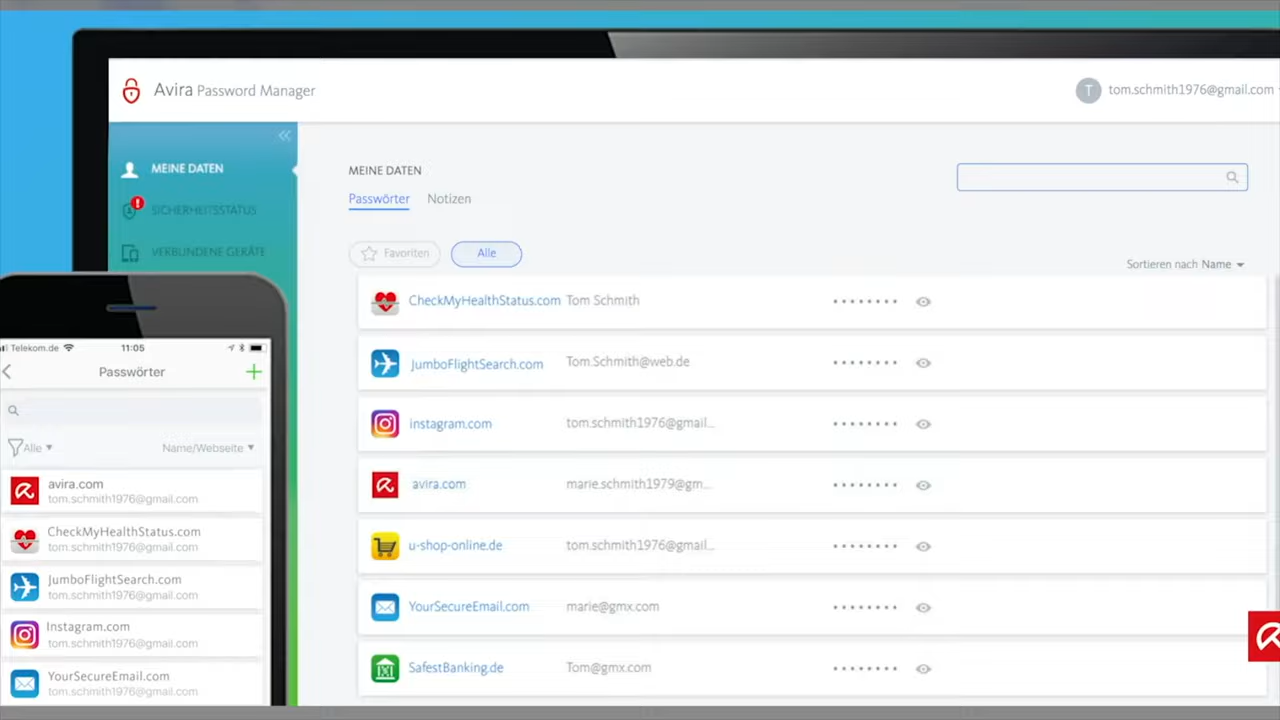 Avira Password Manager
T tom.schmith1976@gmail.com
MEINE DATEN
SICHERHEITSSTATUS
VERBUNDENE GERÄTE
MEINE DATEN
Passwörter Notizen
Favoriten Alle
Sortieren nach Name
CheckMyHealthStatus.com Tom Schmith
JumboFlightSearch.com Tom.Schmith@web.de
instagram.com tom.schmith1976@gmail...
avira.com marie.schmith1979@gm...
u-shop-online.de tom.schmith1976@gmail...
YourSecureEmail.com marie@gmx.com
SafestBanking.de Tom@gmx.com
Telekom.de 11:05
Passwörter
Alle Name/Webseite
avira.com
tom.schmith1976@gmail.com
CheckMyHealthStatus.com
tom.schmith1976@gmail.com
JumboFlightSearch.com
tom.schmith1976@gmail.com
Instagram.com
tom.schmith1976@gmail.com
YourSecureEmail.com
tom.schmith1976@gmail.com